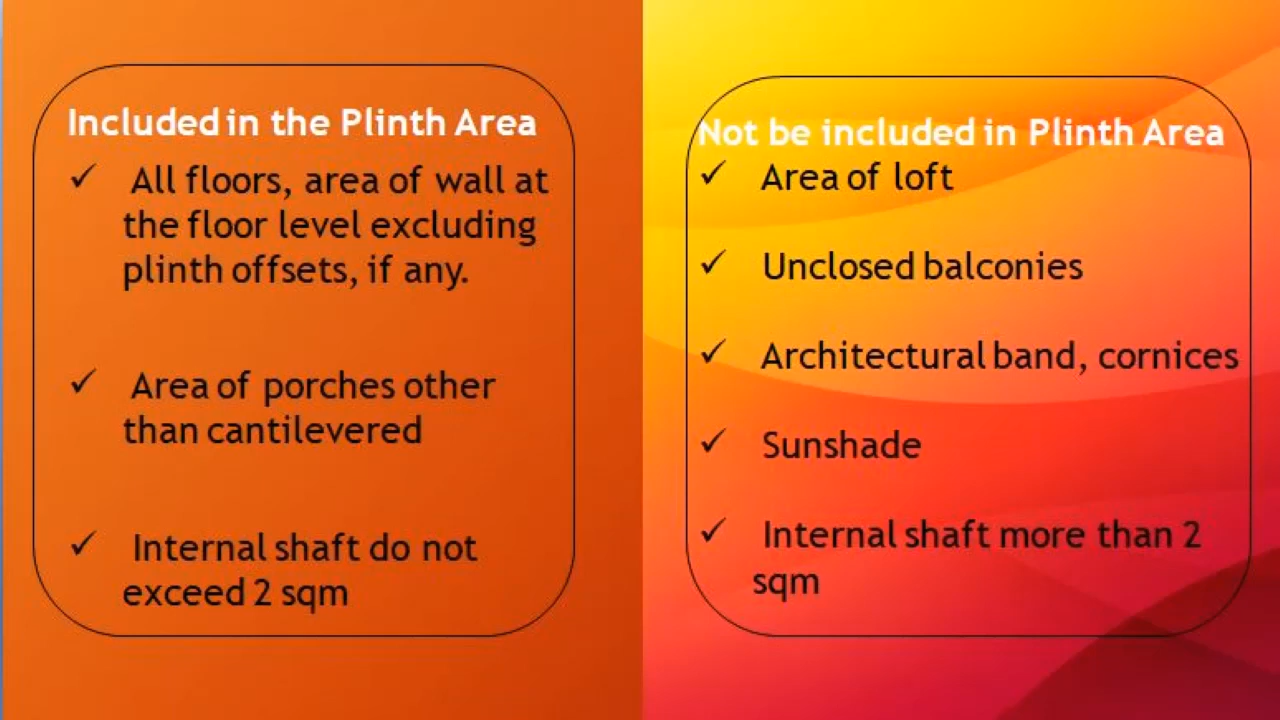 Included in the Plinth Area
✓ All floors, area of wall at
the floor level excluding
plinth offsets, if any.
✓ Area of porches other
than cantilevered
✓ Internal shaft do not
exceed 2 sqm
Not be included in Plinth Area
✓ Area of loft
✓ Unclosed balconies
✓ Architectural band, cornices
✓ Sunshade
✓ Internal shaft more than 2
sqm